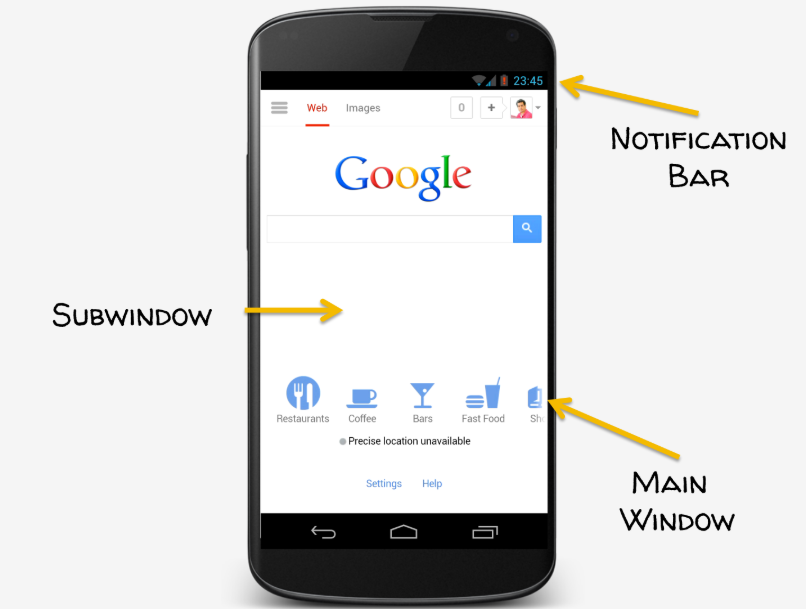 23:45
Web Images 0 +
Google
NOTIFICATION
BAR
SUBWINDOW
Restaurants Coffee Bars Fast Food Sh
Precise location unavailable
Settings Help
MAIN
WINDOW